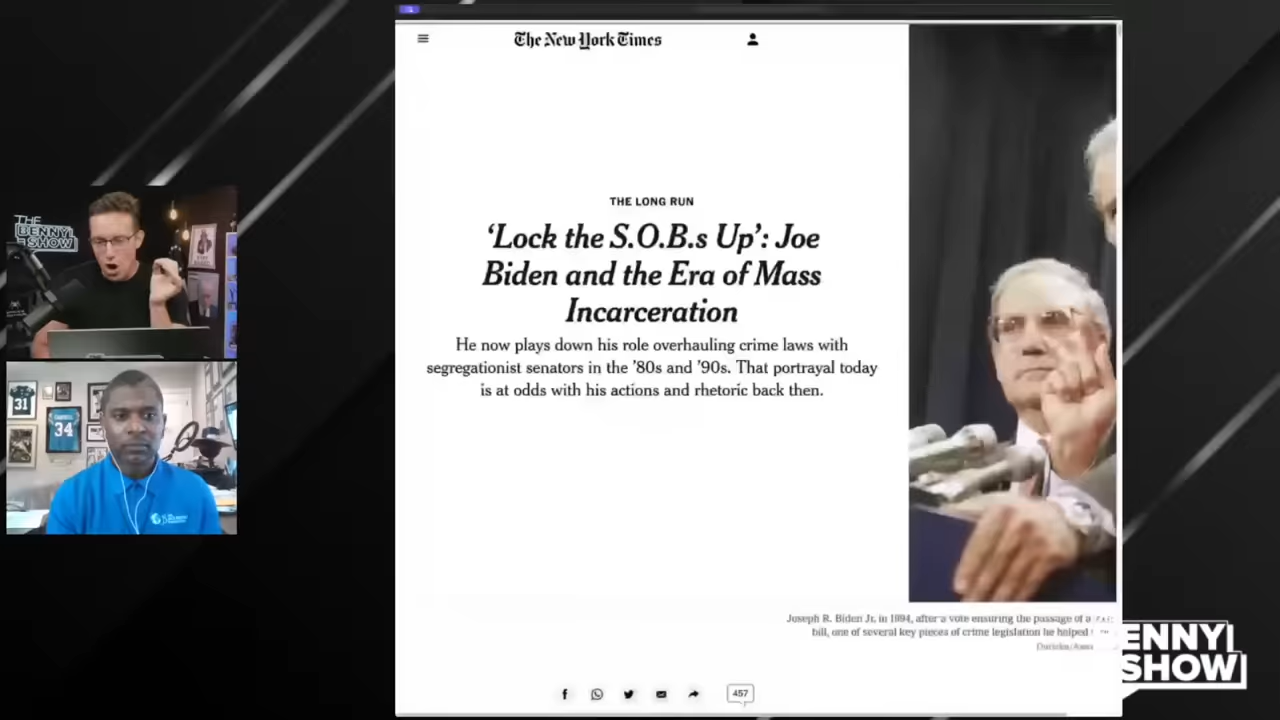 The New York Times
THE LONG RUN
‘Lock the S.O.B.s Up’: Joe
Biden and the Era of Mass
Incarceration
He now plays down his role overhauling crime laws with
segregationist senators in the ’80s and ’90s. That portrayal today
is at odds with his actions and rhetoric back then.
Joseph R. Biden Jr. in 1994, after a vote ensuring the passage of a
bill, one of several key pieces of crime legislation he helped
457
THE
BENNY
SHOW
31
34
ENNY
SHOW